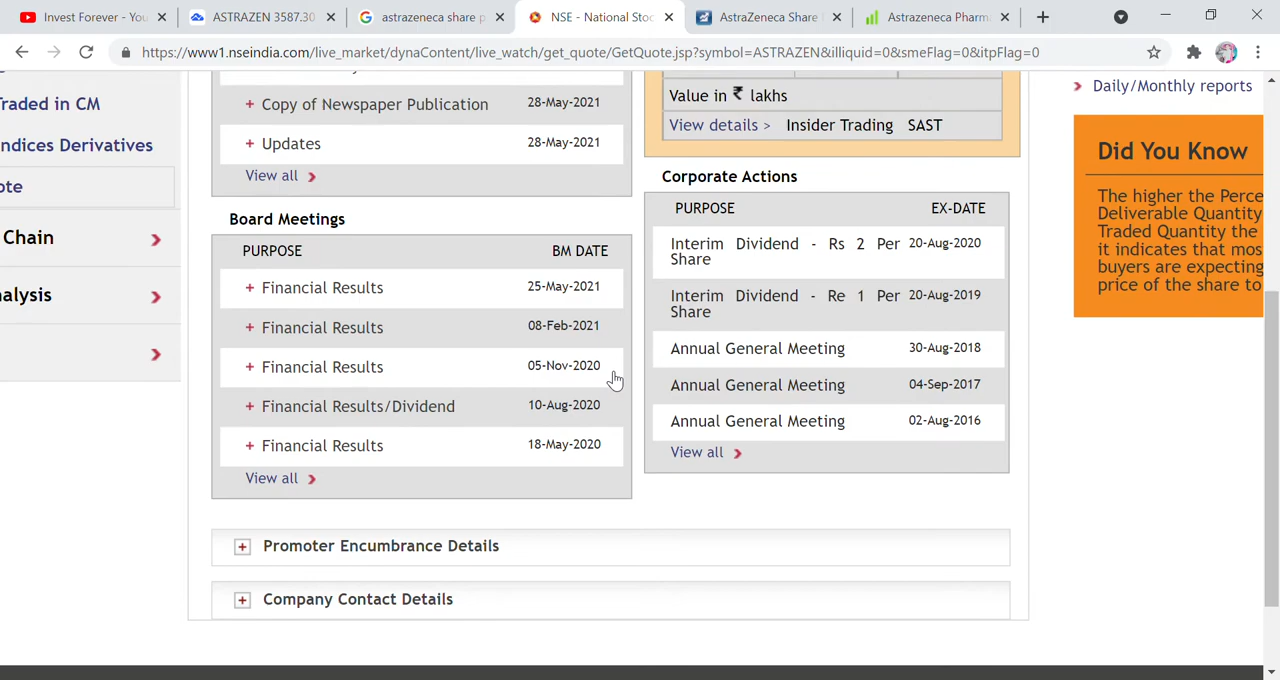 Invest Forever - You
ASTRAZEN 3587.30
astrazeneca share p
NSE - National Stoc
AstraZeneca Share
Astrazeneca Pharm
https://www1.nseindia.com/live_market/dynaContent/live_watch/get_quote/GetQuote.jsp?symbol=ASTRAZEN&illiquid=0&smeFlag=0&itpFlag=0
Traded in CM
ndices Derivatives
ote
Chain
nalysis
+ Copy of Newspaper Publication 28-May-2021
+ Updates 28-May-2021
View all
Board Meetings
PURPOSE BM DATE
+ Financial Results 25-May-2021
+ Financial Results 08-Feb-2021
+ Financial Results 05-Nov-2020
+ Financial Results/Dividend 10-Aug-2020
+ Financial Results 18-May-2020
View all
Value in ₹ lakhs
View details > Insider Trading SAST
Corporate Actions
PURPOSE EX-DATE
Interim Dividend - Rs 2 Per 20-Aug-2020
Share
Interim Dividend - Re 1 Per 20-Aug-2019
Share
Annual General Meeting 30-Aug-2018
Annual General Meeting 04-Sep-2017
Annual General Meeting 02-Aug-2016
View all
+ Promoter Encumbrance Details
+ Company Contact Details
Daily/Monthly reports
Did You Know
The higher the Perce
Deliverable Quantity
Traded Quantity the
it indicates that mos
buyers are expecting
price of the share to